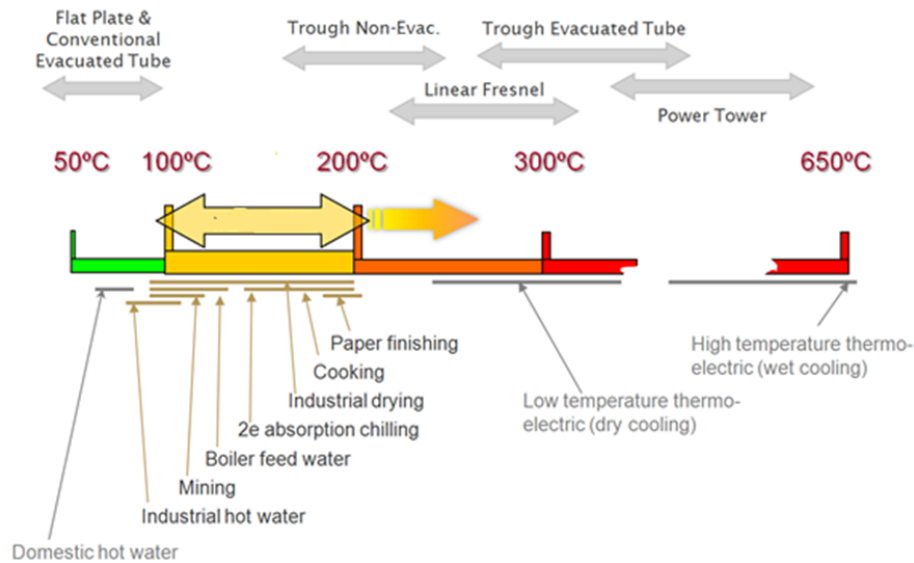 Flat Plate &
Conventional
Evacuated Tube
Trough Non-Evac.
Trough Evacuated Tube
Linear Fresnel
Power Tower
50ºC
100ºC
200ºC
300ºC
650ºC
Paper finishing
Cooking
Industrial drying
2e absorption chilling
Boiler feed water
Mining
Industrial hot water
Domestic hot water
Low temperature thermo-
electric (dry cooling)
High temperature thermo-
electric (wet cooling)